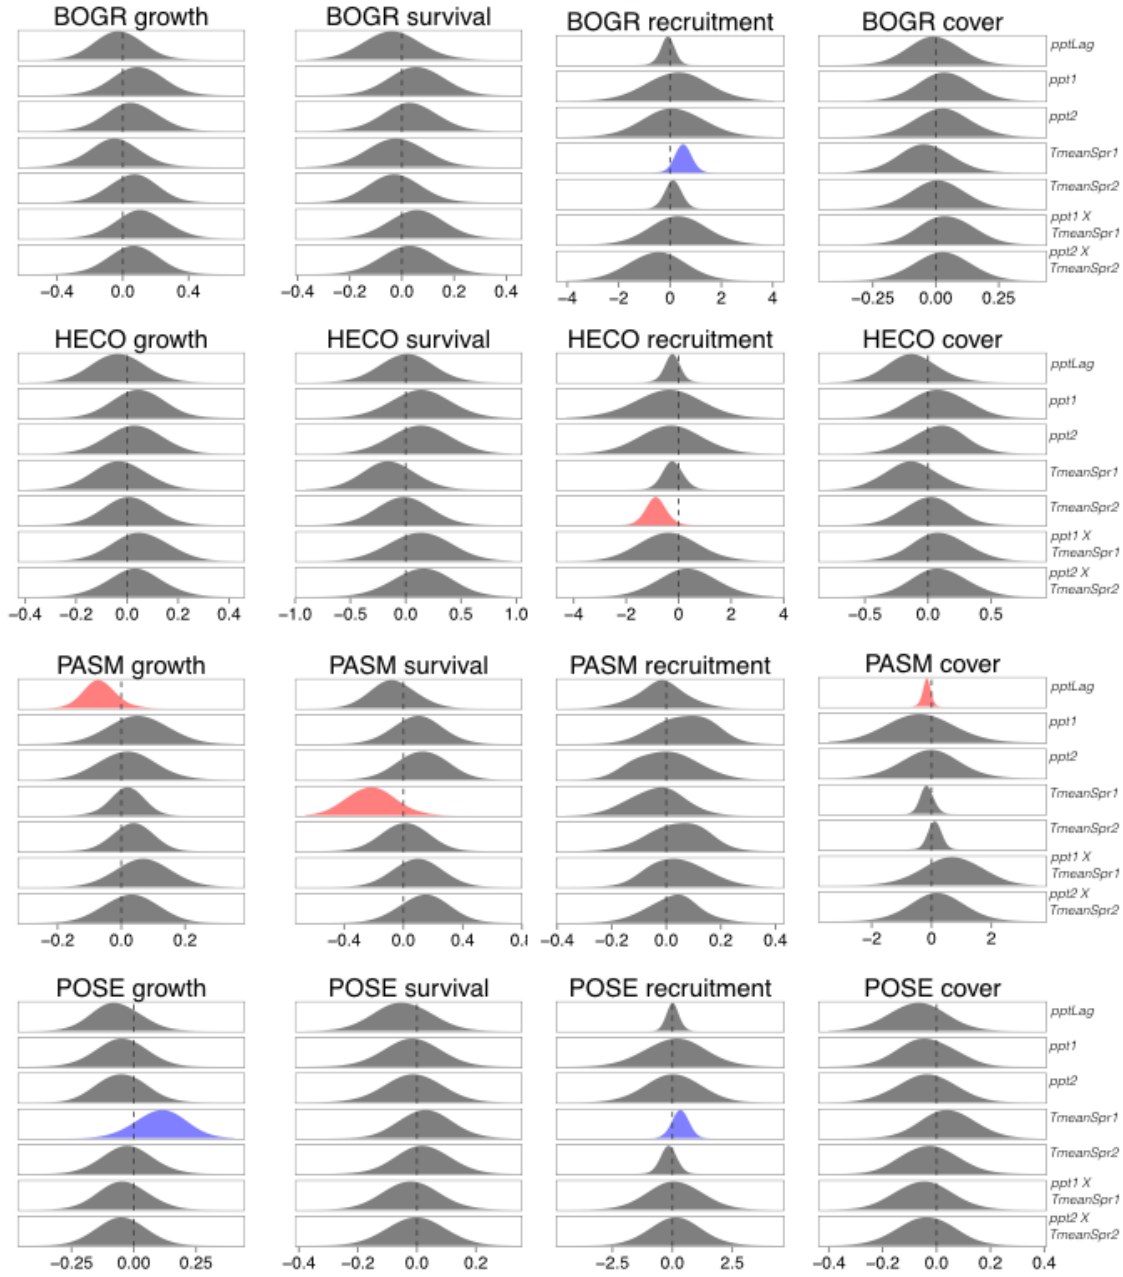 BOGR growth BOGR survival BOGR recruitment BOGR cover
pptLag
ppt1
ppt2
TmeanSpr1
TmeanSpr2
ppt1 X
TmeanSpr1
ppt2 X
TmeanSpr2
−0.4 0.0 0.4 −0.4 −0.2 0.0 0.2 0.4 −4 −2 0 2 4 −0.25 0.00 0.25
HECO growth HECO survival HECO recruitment HECO cover
pptLag
ppt1
ppt2
TmeanSpr1
TmeanSpr2
ppt1 X
TmeanSpr1
ppt2 X
TmeanSpr2
−0.4 −0.2 0.0 0.2 0.4 −1.0 −0.5 0.0 0.5 1.0 −4 −2 0 2 4 −0.5 0.0 0.5
PASM growth PASM survival PASM recruitment PASM cover
pptLag
ppt1
ppt2
TmeanSpr1
TmeanSpr2
ppt1 X
TmeanSpr1
ppt2 X
TmeanSpr2
−0.2 0.0 0.2 −0.4 0.0 0.4 −0.4 −0.2 0.0 0.2 0.4 −2 0 2
POSE growth POSE survival POSE recruitment POSE cover
pptLag
ppt1
ppt2
TmeanSpr1
TmeanSpr2
ppt1 X
TmeanSpr1
ppt2 X
TmeanSpr2
−0.25 0.00 0.25 −0.4 −0.2 0.0 0.2 −2.5 0.0 2.5 −0.4 −0.2 0.0 0.2 0.4